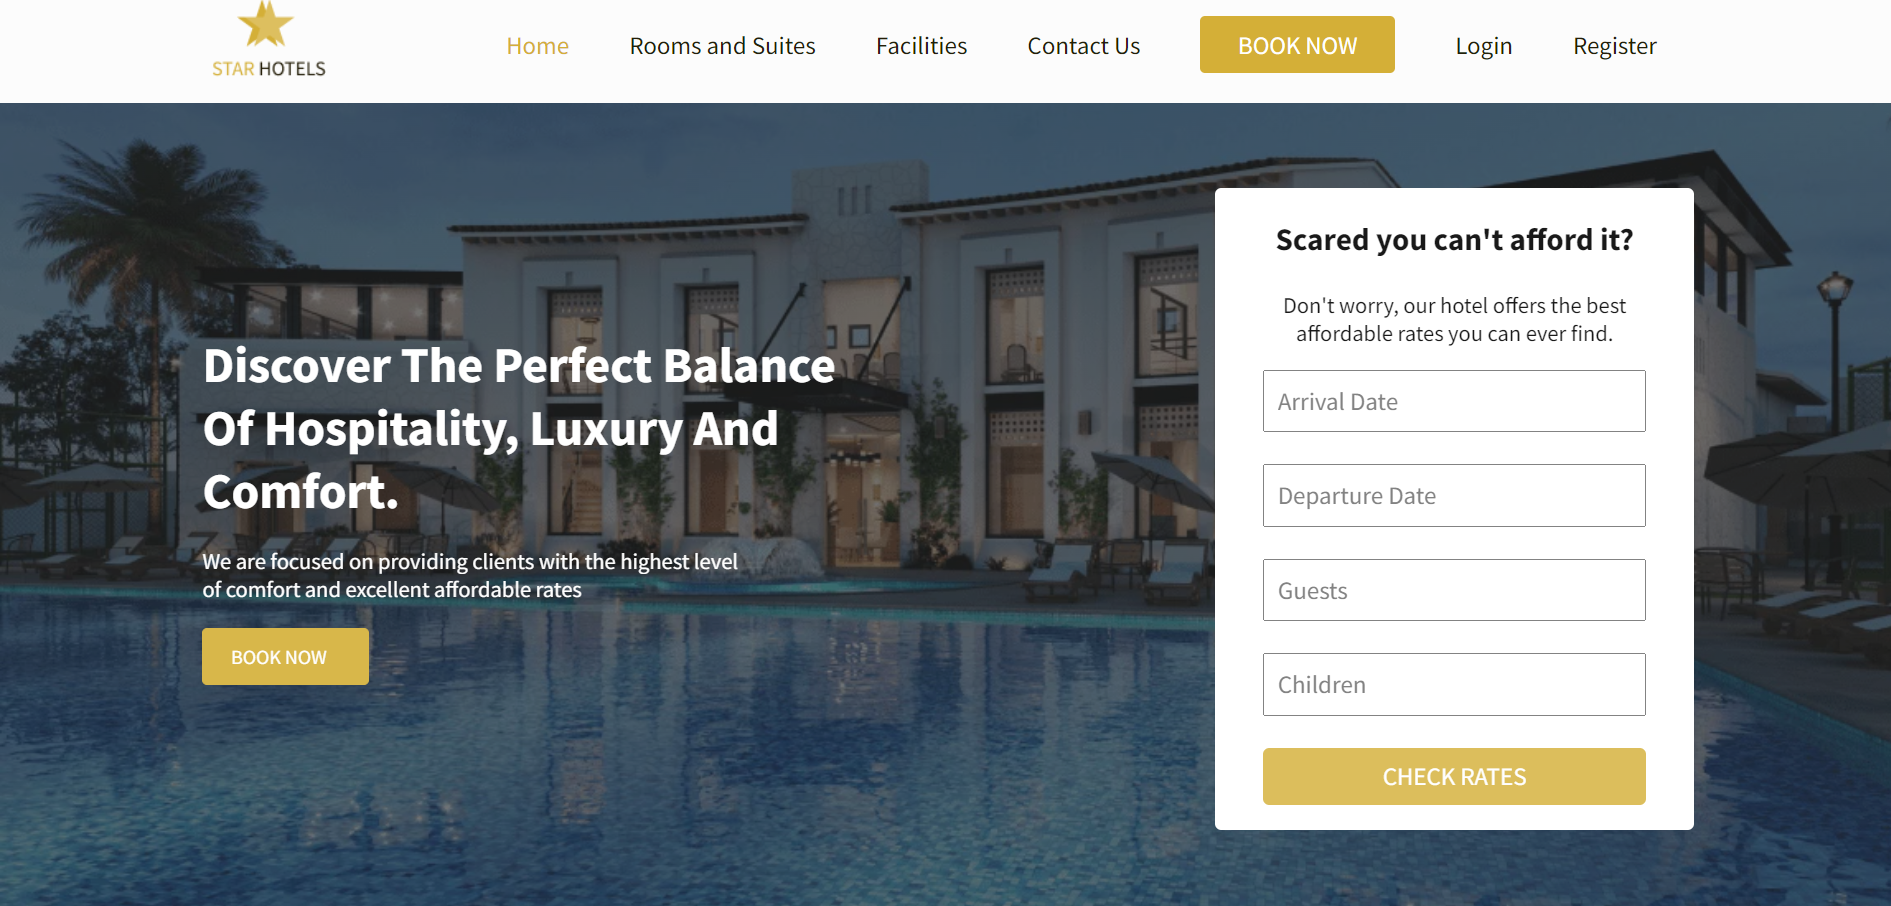 STAR HOTELS
Home
Rooms and Suites
Facilities
Contact Us
BOOK NOW
Login
Register
Discover The Perfect Balance
Of Hospitality, Luxury And
Comfort.
We are focused on providing clients with the highest level
of comfort and excellent affordable rates
BOOK NOW
Scared you can't afford it?
Don't worry, our hotel offers the best
affordable rates you can ever find.
Arrival Date
Departure Date
Guests
Children
CHECK RATES